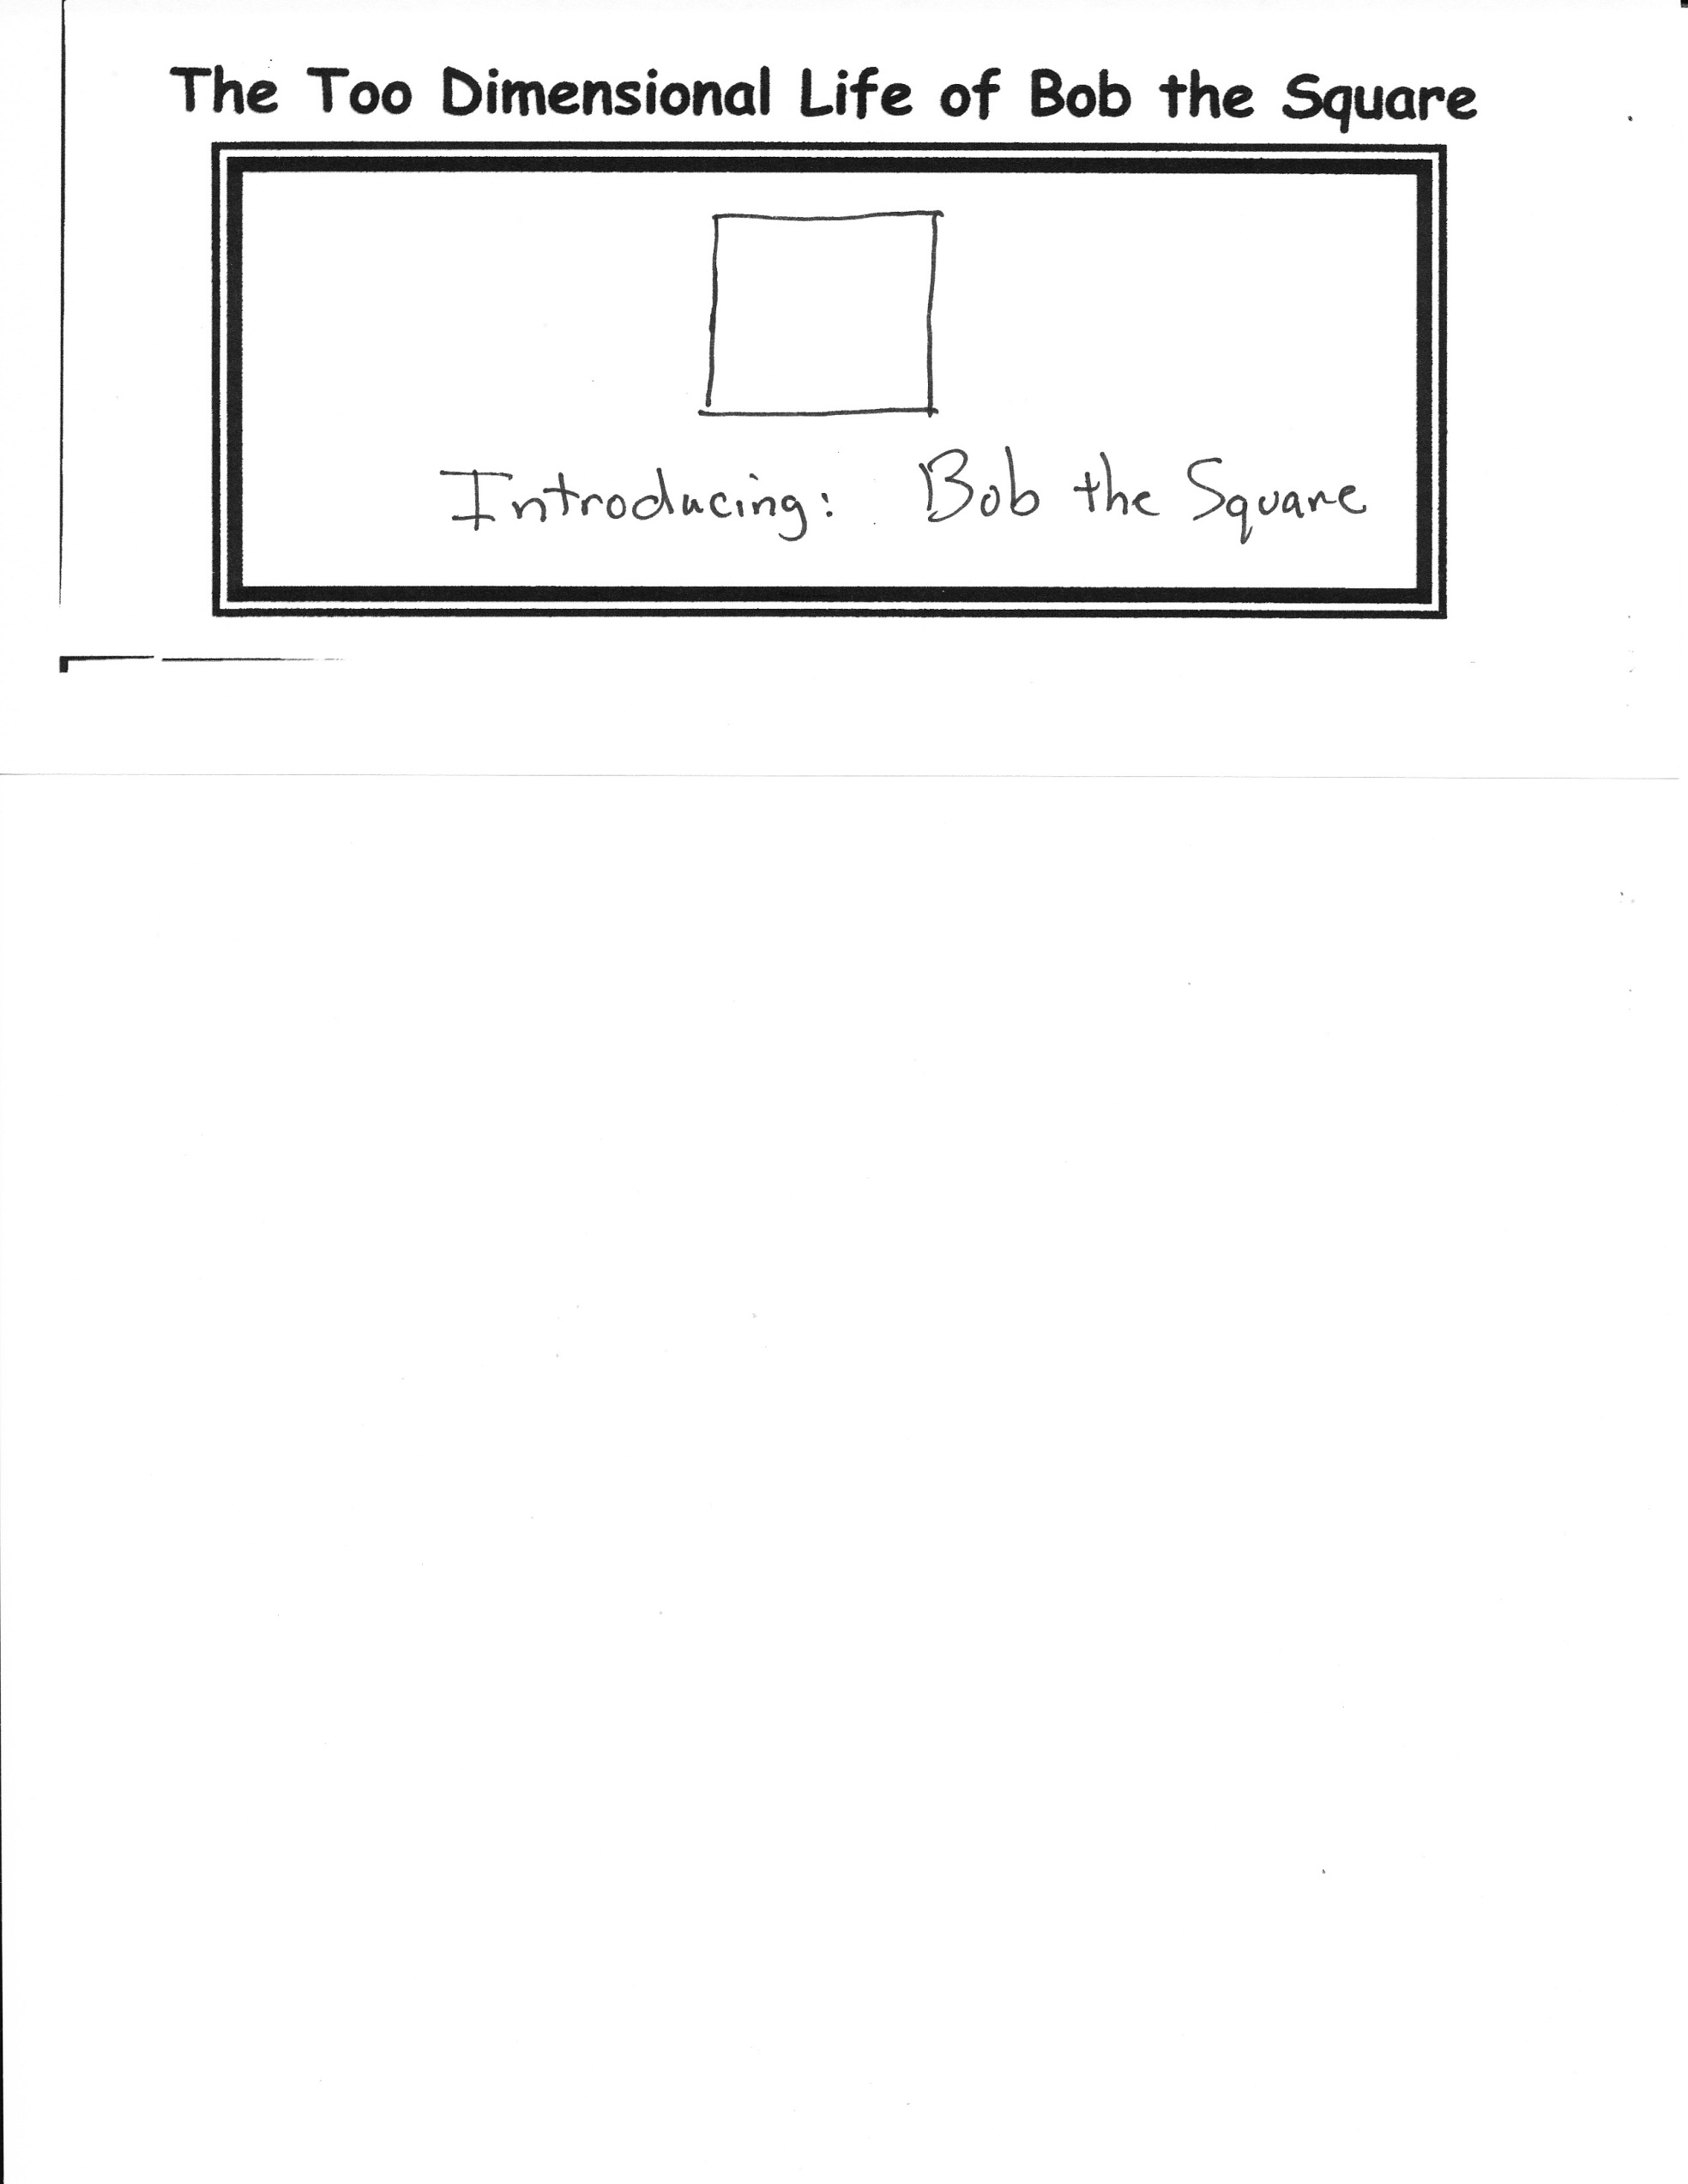 The Too Dimensional Life of Bob the Square
Introducing: Bob the Square